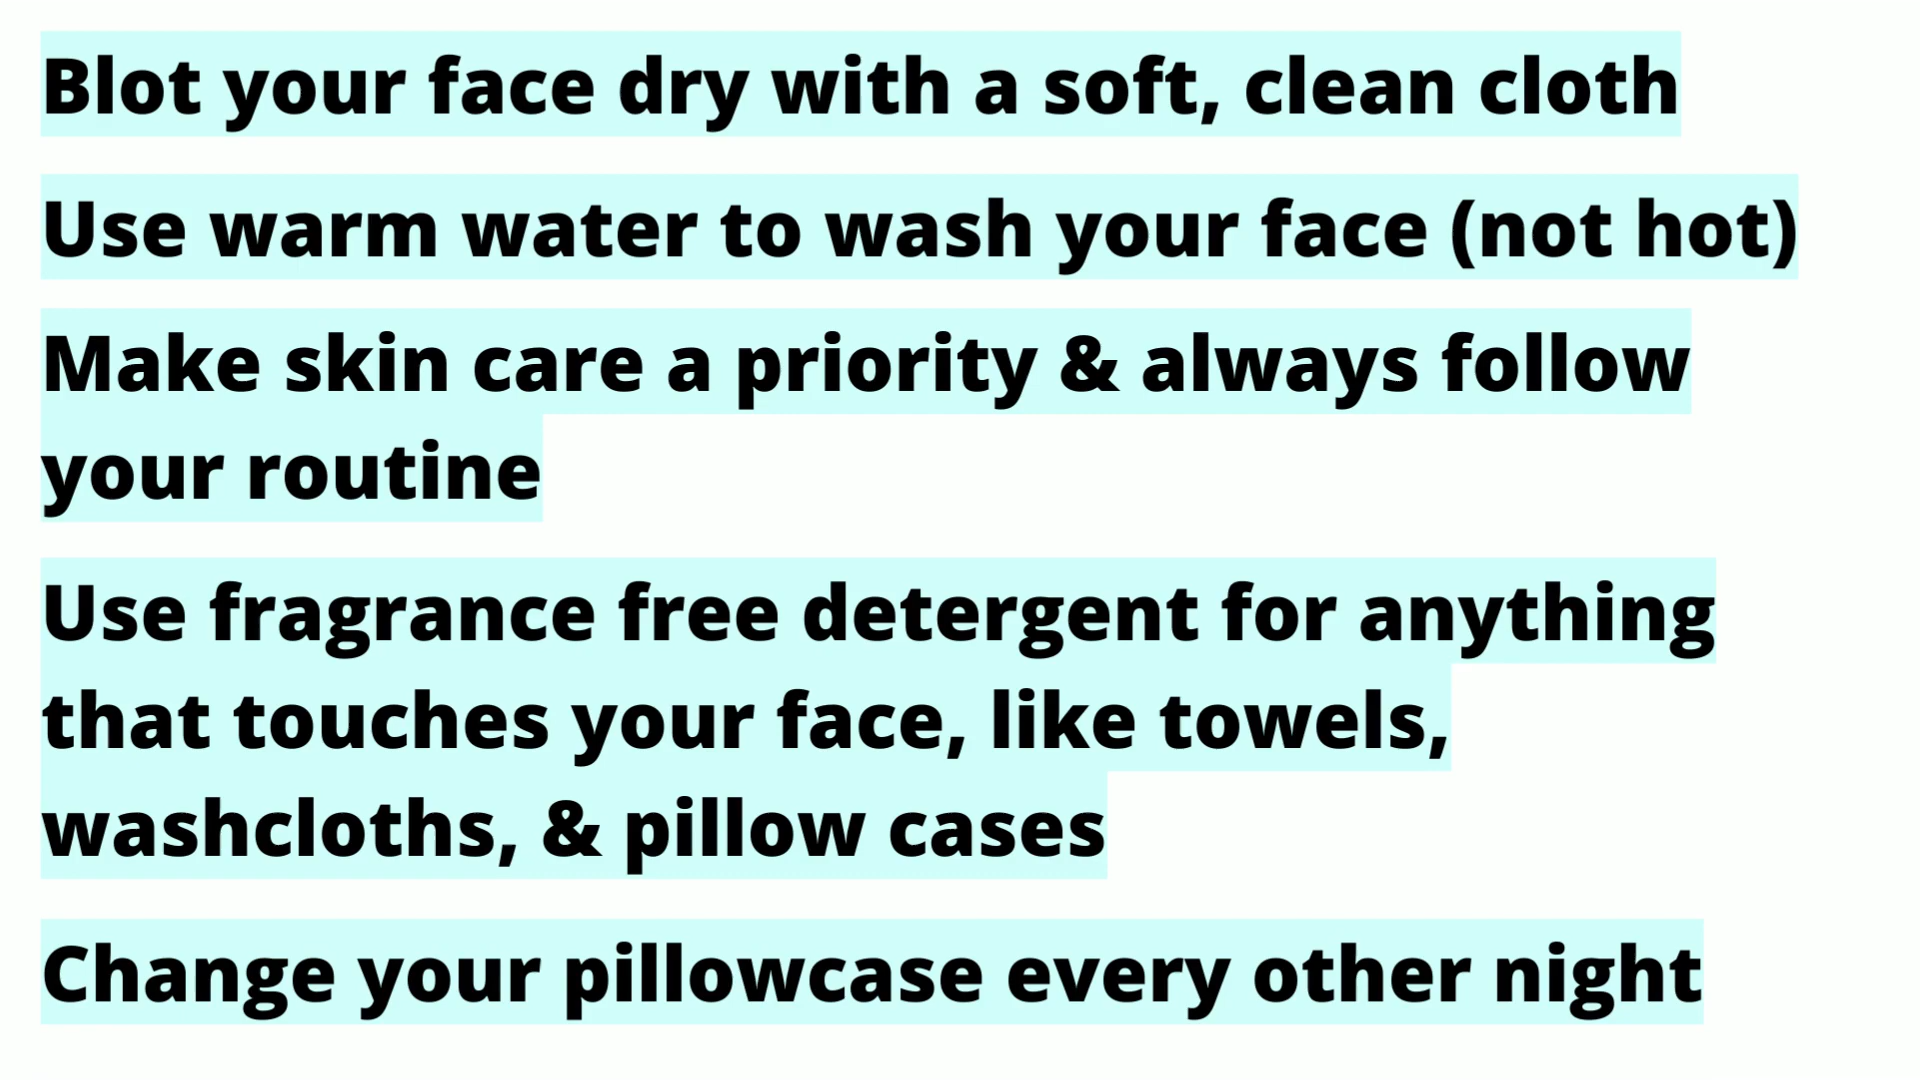 Blot your face dry with a soft, clean cloth
Use warm water to wash your face (not hot)
Make skin care a priority & always follow
your routine
Use fragrance free detergent for anything
that touches your face, like towels,
washcloths, & pillow cases
Change your pillowcase every other night